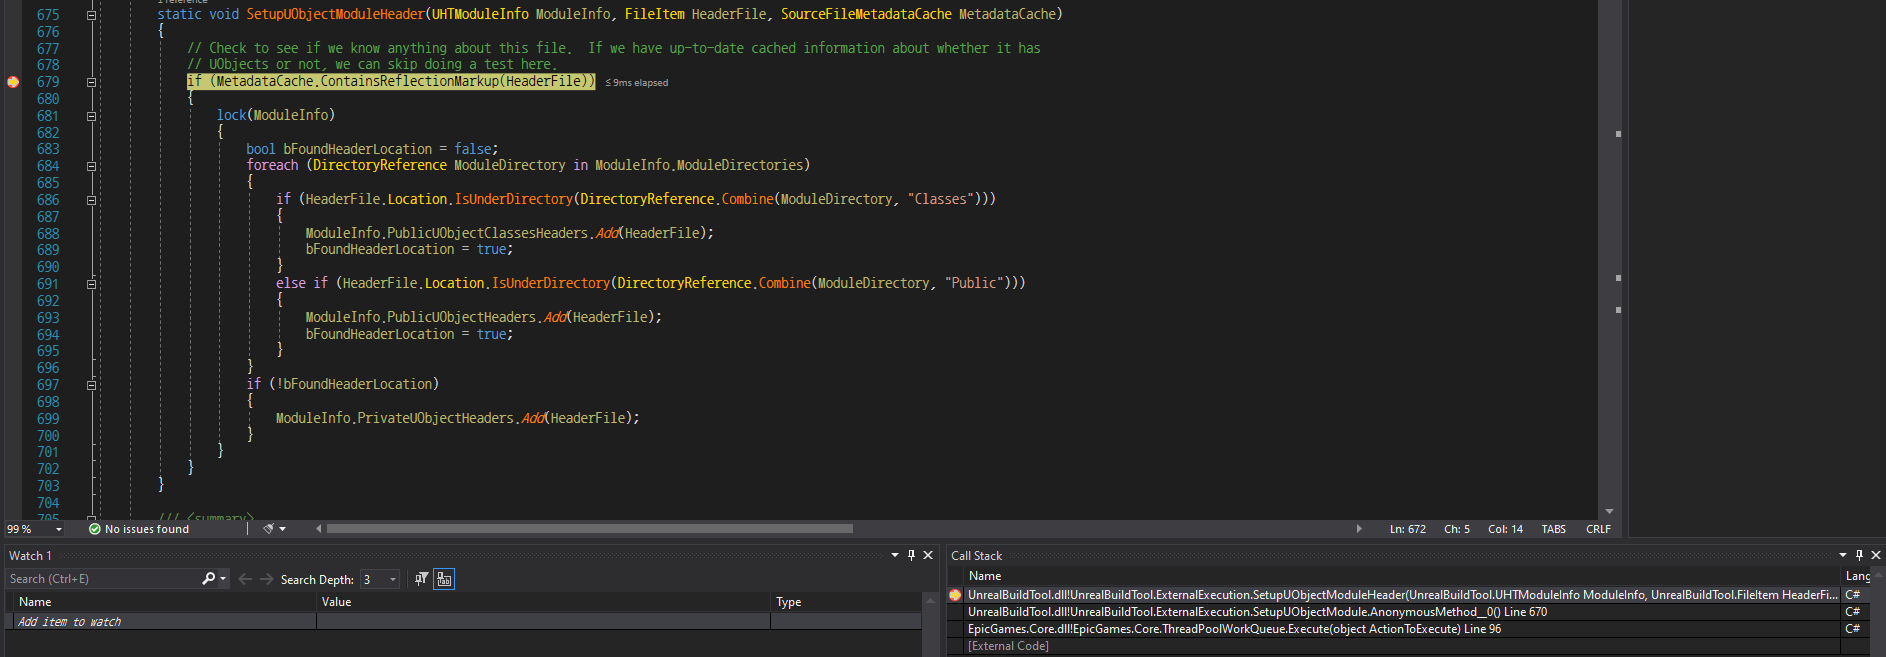 675 static void SetupUObjectModuleHeader(UHTModuleInfo ModuleInfo, FileItem HeaderFile, SourceFileMetadataCache MetadataCache)
676 {
677 // Check to see if we know anything about this file.  If we have up-to-date cached information about whether it has
678 // UObjects or not, we can skip doing a test here.
679 if (MetadataCache.ContainsReflectionMarkup(HeaderFile)) ≤ 9ms elapsed
680 {
681 lock(ModuleInfo)
682 {
683 bool bFoundHeaderLocation = false;
684 foreach (DirectoryReference ModuleDirectory in ModuleInfo.ModuleDirectories)
685 {
686 if (HeaderFile.Location.IsUnderDirectory(DirectoryReference.Combine(ModuleDirectory, "Classes")))
687 {
688 ModuleInfo.PublicUObjectClassesHeaders.Add(HeaderFile);
689 bFoundHeaderLocation = true;
690 }
691 else if (HeaderFile.Location.IsUnderDirectory(DirectoryReference.Combine(ModuleDirectory, "Public")))
692 {
693 ModuleInfo.PublicUObjectHeaders.Add(HeaderFile);
694 bFoundHeaderLocation = true;
695 }
696 }
697 if (!bFoundHeaderLocation)
698 {
699 ModuleInfo.PrivateUObjectHeaders.Add(HeaderFile);
700 }
701 }
702 }
703 }
704
705 /// <summary>
99 % No issues found Ln: 672 Ch: 5 Col: 14 TABS CRLF
Watch 1
Search (Ctrl+E) Search Depth: 3
Name Value Type
Add item to watch
Call Stack
Name Lang
UnrealBuildTool.dll!UnrealBuildTool.ExternalExecution.SetupUObjectModuleHeader(UnrealBuildTool.UHTModuleInfo ModuleInfo, UnrealBuildTool.FileItem HeaderFi... C#
UnrealBuildTool.dll!UnrealBuildTool.ExternalExecution.SetupUObjectModule.AnonymousMethod__0() Line 670 C#
EpicGames.Core.dll!EpicGames.Core.ThreadPoolWorkQueue.Execute(object ActionToExecute) Line 96 C#
[External Code]